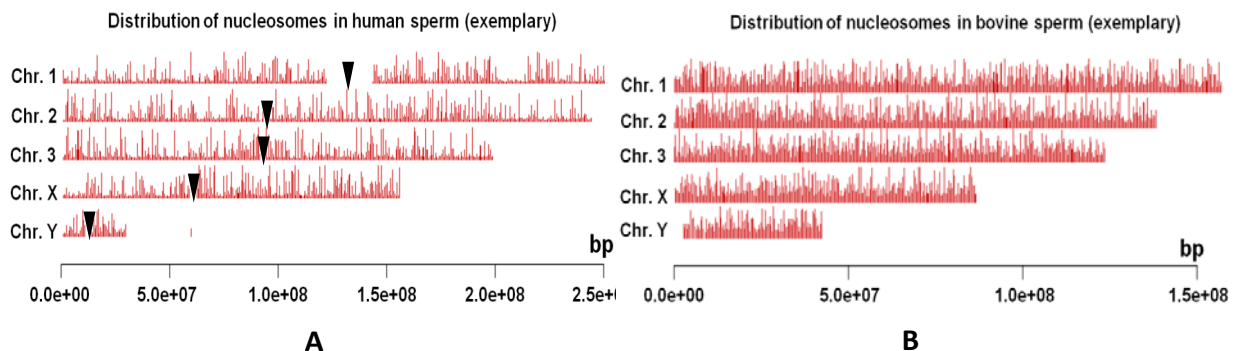 Distribution of nucleosomes in human sperm (exemplary)
Chr. 1
Chr. 2
Chr. 3
Chr. X
Chr. Y
bp
0.0e+00 5.0e+07 1.0e+08 1.5e+08 2.0e+08 2.5e+
A
Distribution of nucleosomes in bovine sperm (exemplary)
Chr. 1
Chr. 2
Chr. 3
Chr. X
Chr. Y
bp
0.0e+00 5.0e+07 1.0e+08 1.5e+08
B